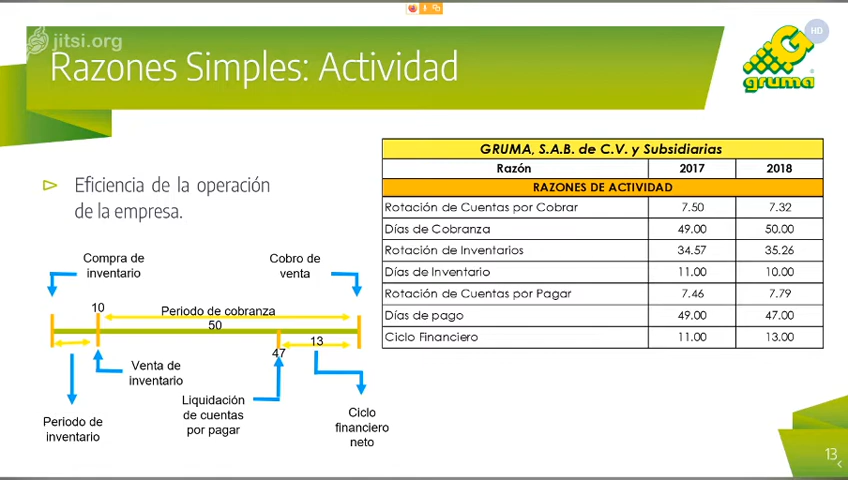 jitsi.org
HD
Razones Simples: Actividad
gruma
Eficiencia de la operación
de la empresa.
GRUMA, S.A.B. de C.V. y Subsidiarias
Razón 2017 2018
RAZONES DE ACTIVIDAD
Rotación de Cuentas por Cobrar 7.50 7.32
Días de Cobranza 49.00 50.00
Rotación de Inventarios 34.57 35.26
Días de Inventario 11.00 10.00
Rotación de Cuentas por Pagar 7.46 7.79
Días de pago 49.00 47.00
Ciclo Financiero 11.00 13.00
Compra de
inventario
Cobro de
venta
10
Periodo de cobranza
50
13
47
Venta de
inventario
Liquidación
de cuentas
por pagar
Periodo de
inventario
Ciclo
financiero
neto
13